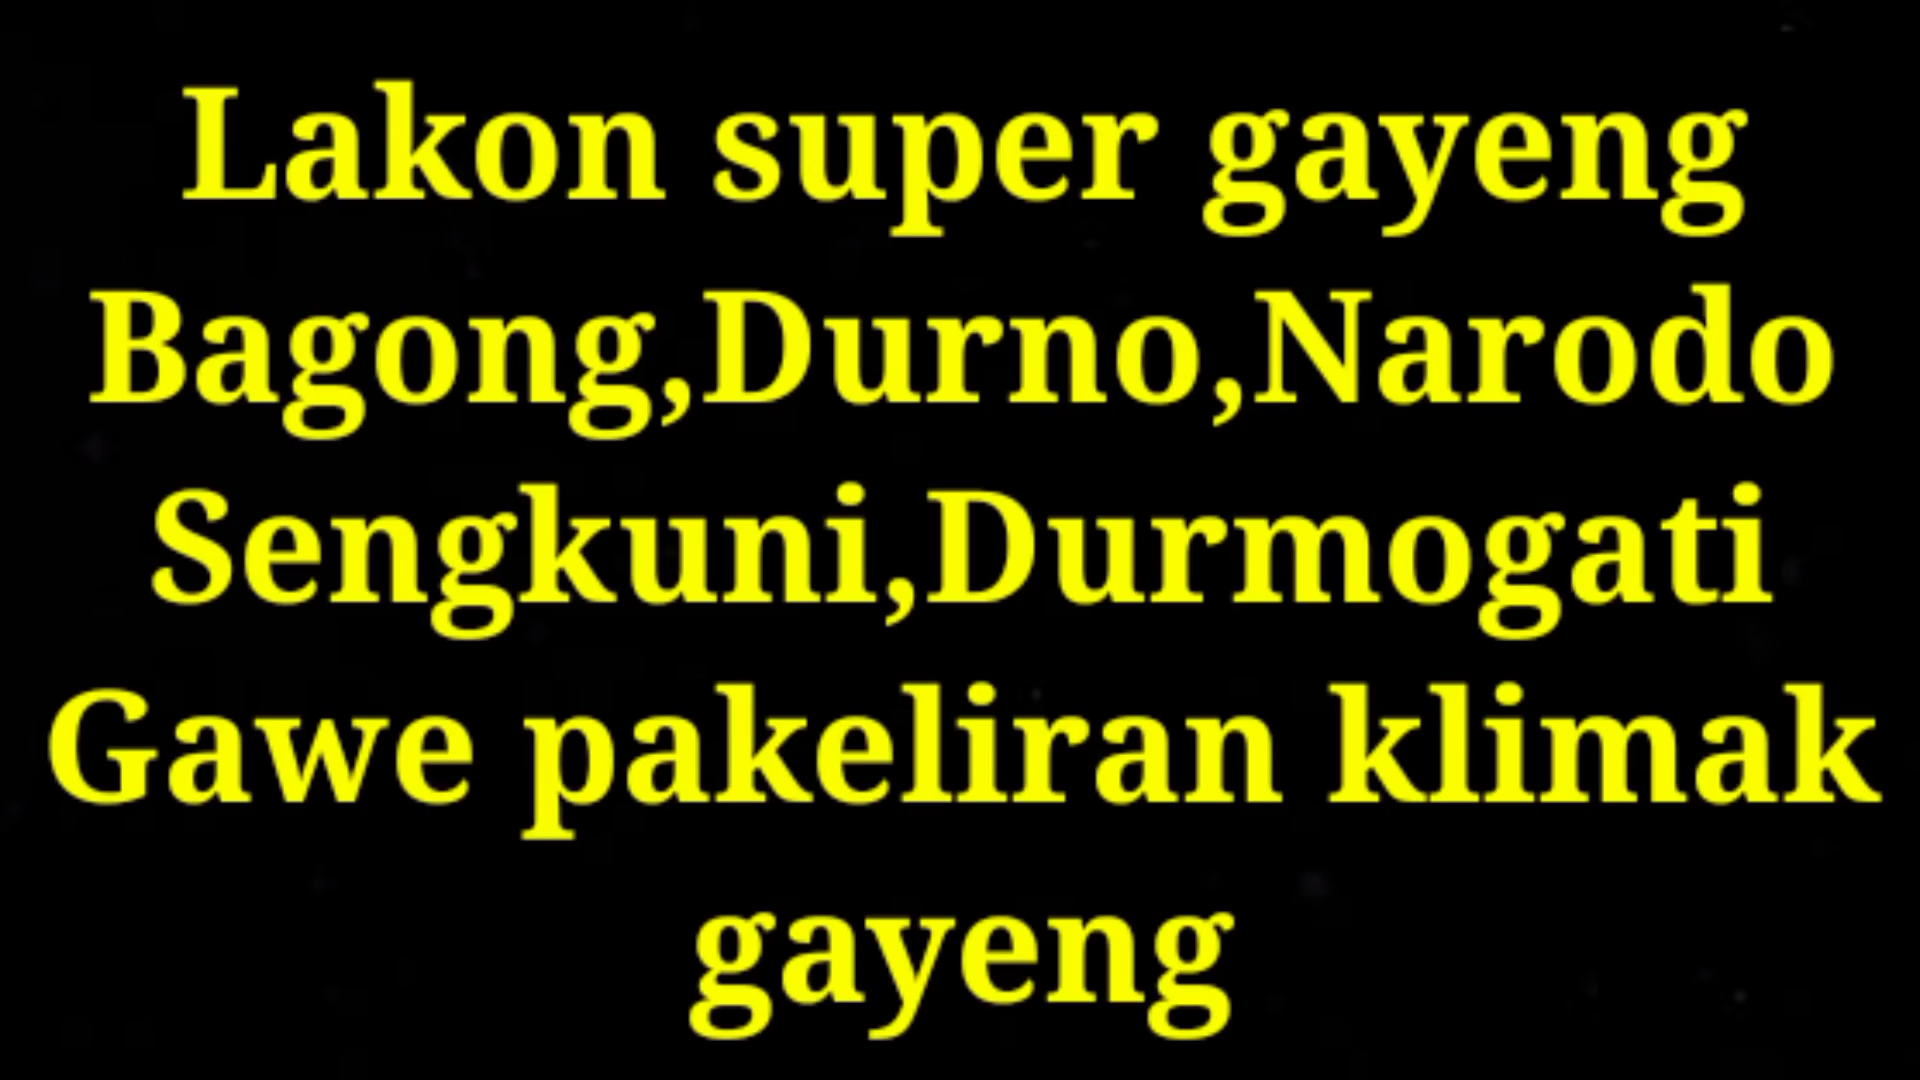 Lakon super gayeng
Bagong,Durno,Narodo
Sengkuni,Durmogati
Gawe pakeliran klimak
gayeng